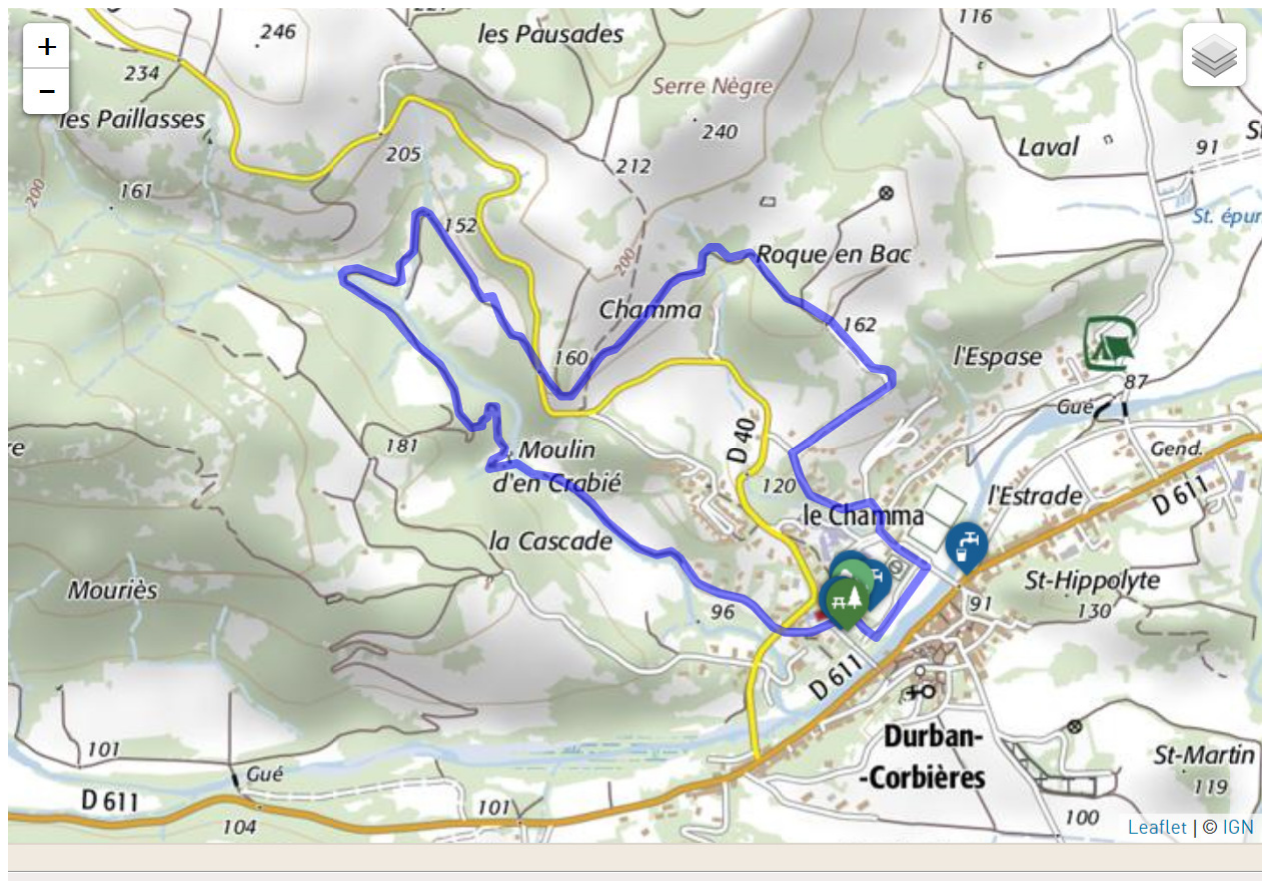 116
246
les Pausades
+
234
−
Serre Nègre
les Paillasses
240
Laval
91
205
212
161
200
152
St. épur
Roque en Bac
200
Chamma
162
160
l'Espase
87
Gué
D 40
181
Moulin
d'en Crabié
Gend.
120
l'Estrade
D 611
le Chamma
la Cascade
St-Hippolyte
Mouriès
91
130
96
D 611
Durban-
-Corbières
101
St-Martin
Gué
119
D 611
101
100
104
Leaflet | © IGN